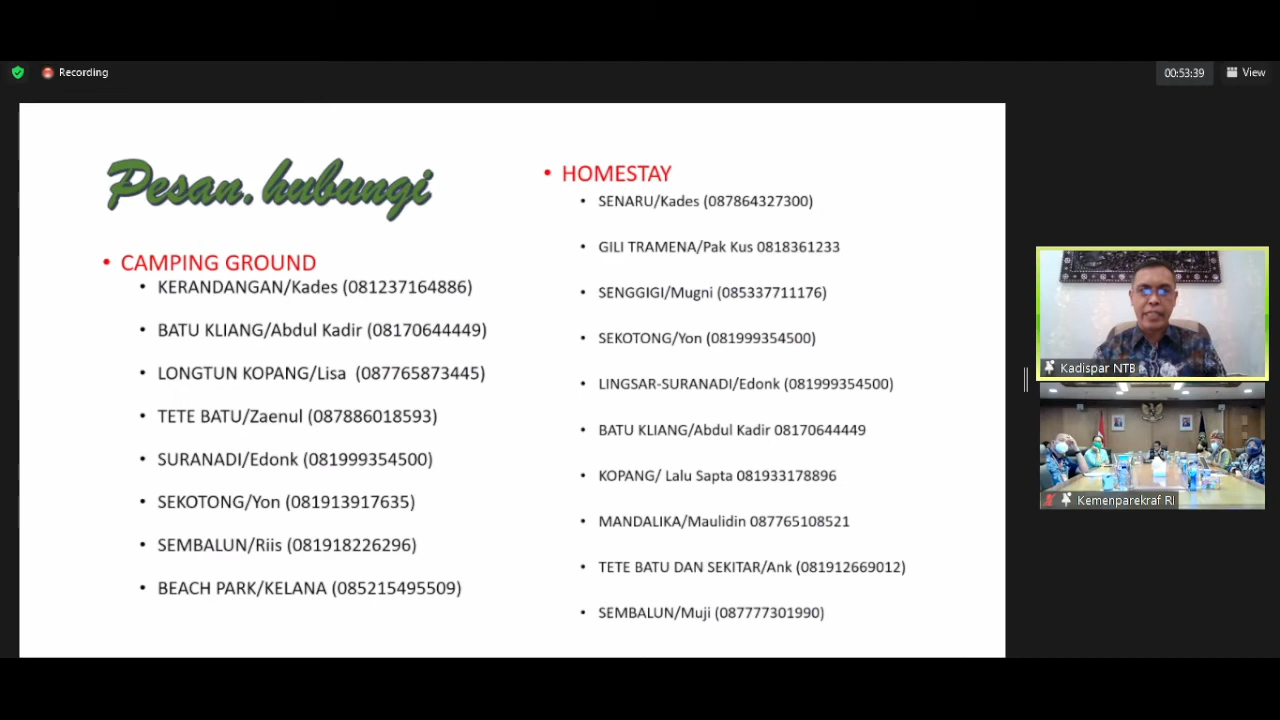 Recording
00:53:39
View
Pesan. hubungi
• CAMPING GROUND
• KERANDANGAN/Kades (081237164886)
• BATU KLIANG/Abdul Kadir (08170644449)
• LONGTUN KOPANG/Lisa (087765873445)
• TETE BATU/Zaenul (087886018593)
• SURANADI/Edonk (081999354500)
• SEKOTONG/Yon (081913917635)
• SEMBALUN/Riis (081918226296)
• BEACH PARK/KELANA (085215495509)
• HOMESTAY
• SENARU/Kades (087864327300)
• GILI TRAMENA/Pak Kus 0818361233
• SENGGIGI/Mugni (085337711176)
• SEKOTONG/Yon (081999354500)
• LINGSAR-SURANADI/Edonk (081999354500)
• BATU KLIANG/Abdul Kadir 08170644449
• KOPANG/ Lalu Sapta 081933178896
• MANDALIKA/Maulidin 087765108521
• TETE BATU DAN SEKITAR/Ank (081912669012)
• SEMBALUN/Muji (087777301990)
Kadispar NTB
Kemenparekraf RI